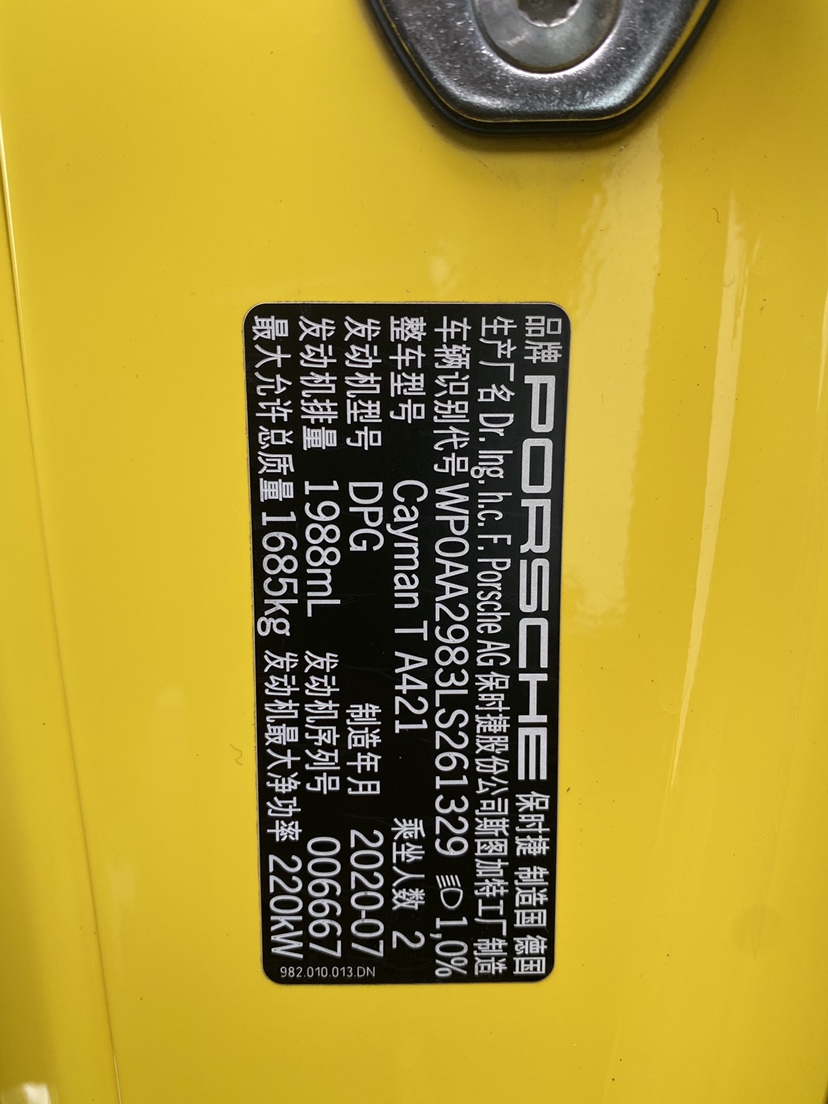 品牌 PORSCHE 保时捷 制造国 德国
生产厂名 Dr. Ing. h.c. F. Porsche AG 保时捷股份公司斯图加特工厂制造
车辆识别代号 WP0AA2983LS261329 1,0%
整车型号 Cayman T A421 乘坐人数 2
发动机型号 DPG 制造年月 2020-07
发动机排量 1988mL 发动机序列号 006667
最大允许总质量 1685kg 发动机最大净功率 220kW
982.010.013.DN